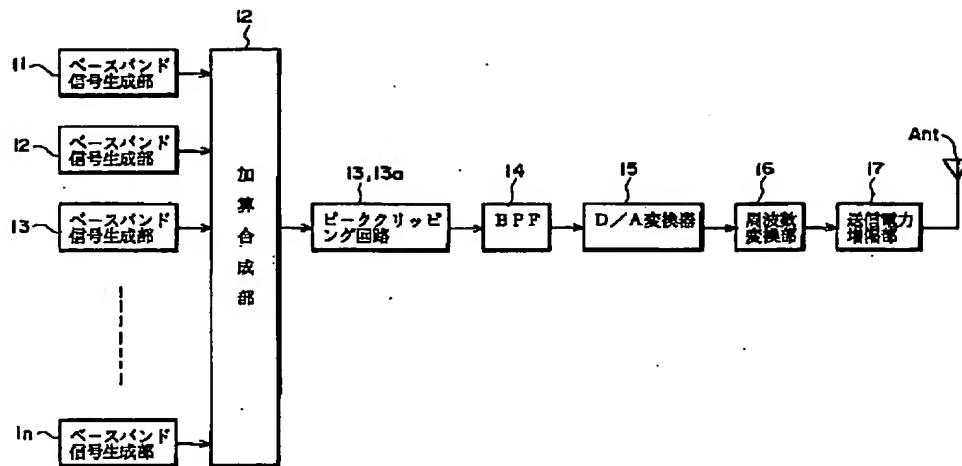 12
11
ベースバンド
信号生成部
12
ベースバンド
信号生成部
13
ベースバンド
信号生成部
1n
ベースバンド
信号生成部
加算合成部
13,13a
ピーククリッピ
ング回路
14
BPF
15
D/A変換器
16
周波数
変換部
17
送信電力
増幅部
Ant